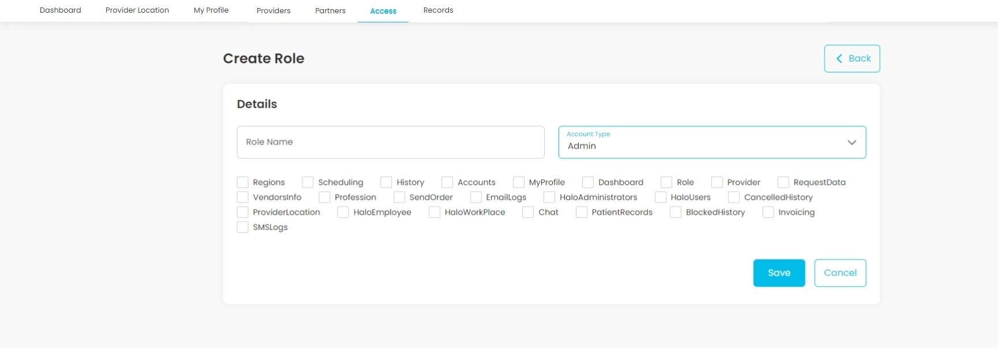 Dashboard Provider Location My Profile Providers Partners Access Records
Create Role
Back
Details
Role Name
Account Type
Admin
Regions Scheduling History Accounts MyProfile Dashboard Role Provider RequestData
VendorsInfo Profession SendOrder EmailLogs HaloAdministrators HaloUsers CancelledHistory
ProviderLocation HaloEmployee HaloWorkPlace Chat PatientRecords BlockedHistory Invoicing
SMSLogs
Save Cancel